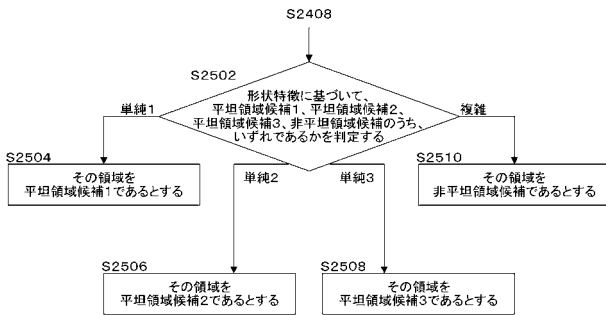 S2408
S2502
形状特徴に基づいて、
平坦領域候補1、平坦領域候補2、
平坦領域候補3、非平坦領域候補のうち、
いずれであるかを判定する
単純1
複雑
S2504
その領域を
平坦領域候補1であるとする
単純2
単純3
S2510
その領域を
非平坦領域候補であるとする
S2506
その領域を
平坦領域候補2であるとする
S2508
その領域を
平坦領域候補3であるとする